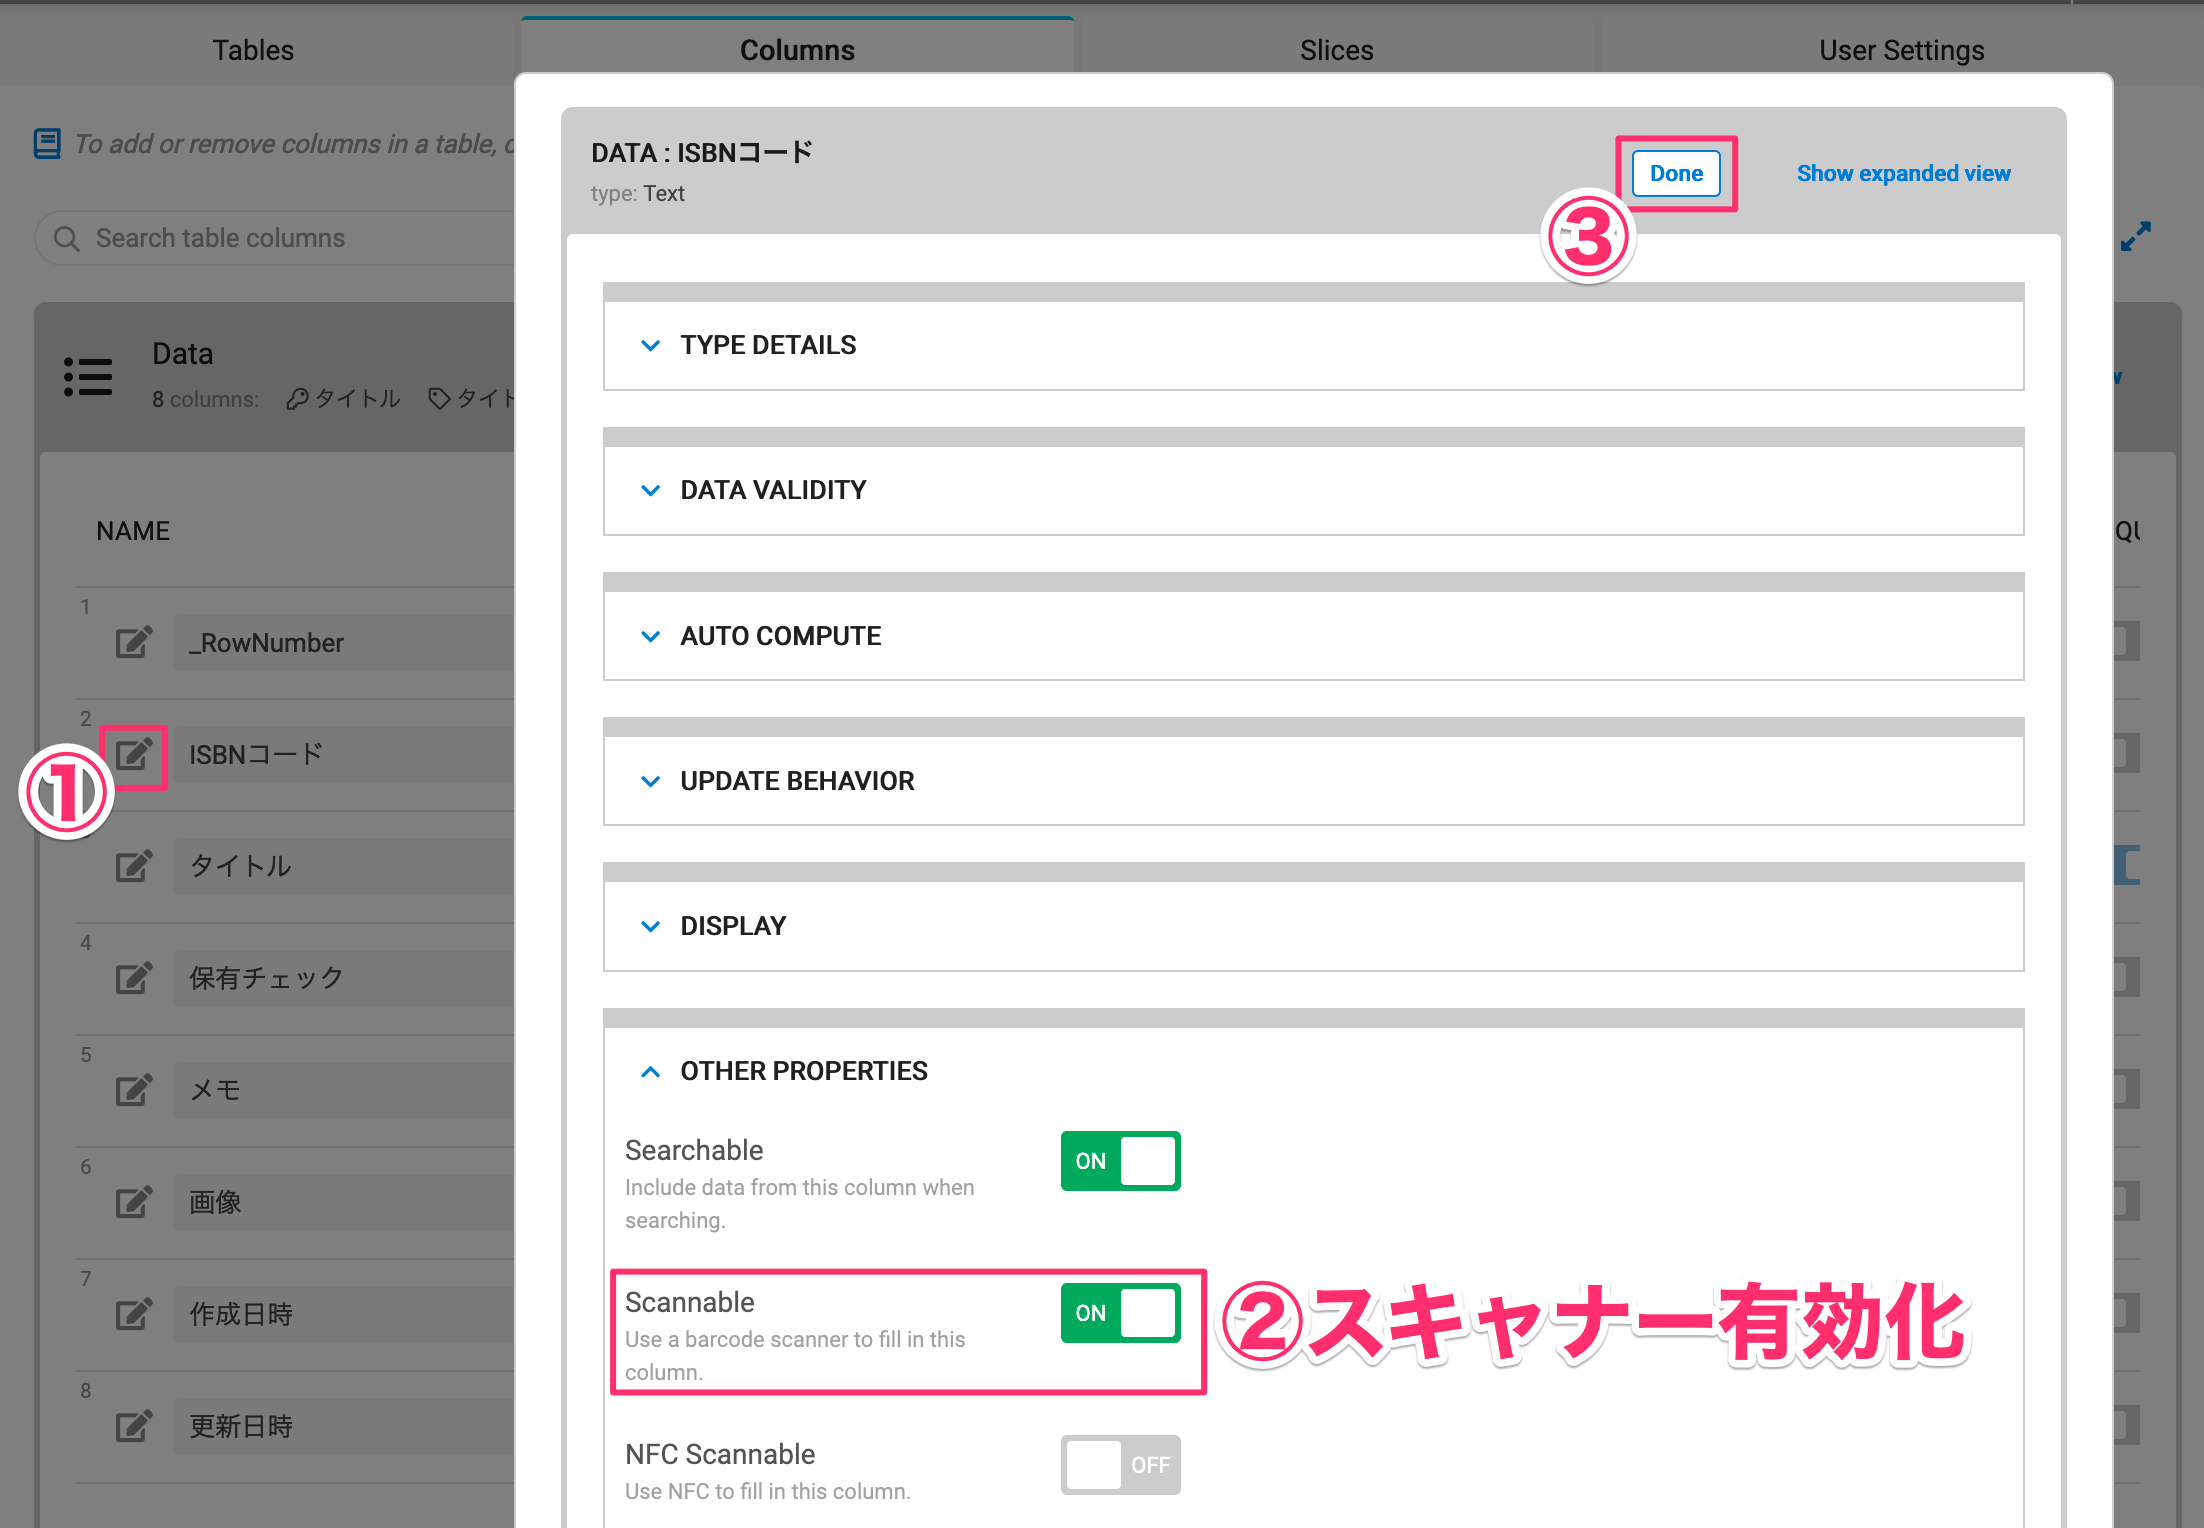 Tables
Columns
Slices
User Settings
To add or remove columns in a table,
Search table columns
Data
8 columns: タイトル タイト
NAME
1
_RowNumber
2
ISBNコード
①
タイトル
4
保有チェック
5
メモ
6
画像
7
作成日時
8
更新日時
DATA : ISBNコード
type: Text
Done
Show expanded view
③
TYPE DETAILS
DATA VALIDITY
AUTO COMPUTE
UPDATE BEHAVIOR
DISPLAY
OTHER PROPERTIES
Searchable
Include data from this column when
searching.
ON
Scannable
Use a barcode scanner to fill in this
column.
ON
②スキャナー有効化
NFC Scannable
Use NFC to fill in this column.
OFF